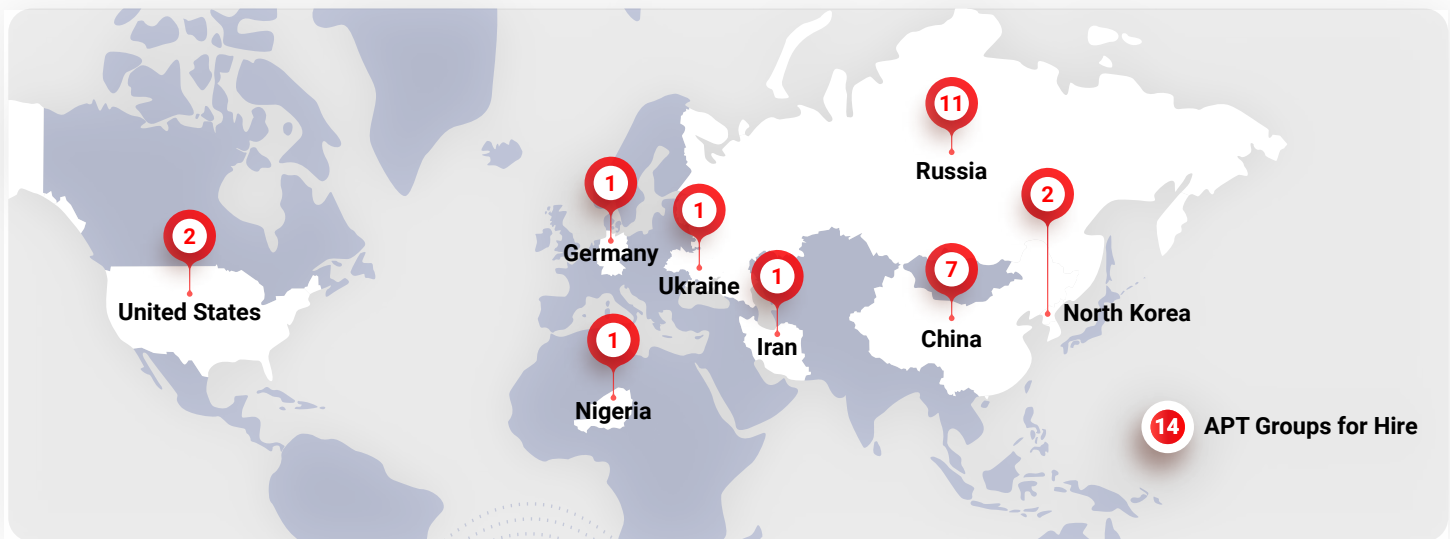 11
Russia
1
2
1
2
Germany
1
7
Ukraine
United States
North Korea
1
Iran
China
Nigeria
14 APT Groups for Hire